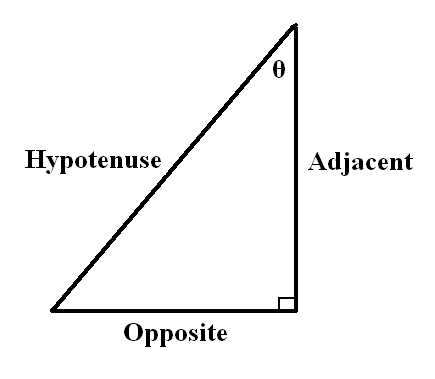 θ
Hypotenuse
Adjacent
Opposite